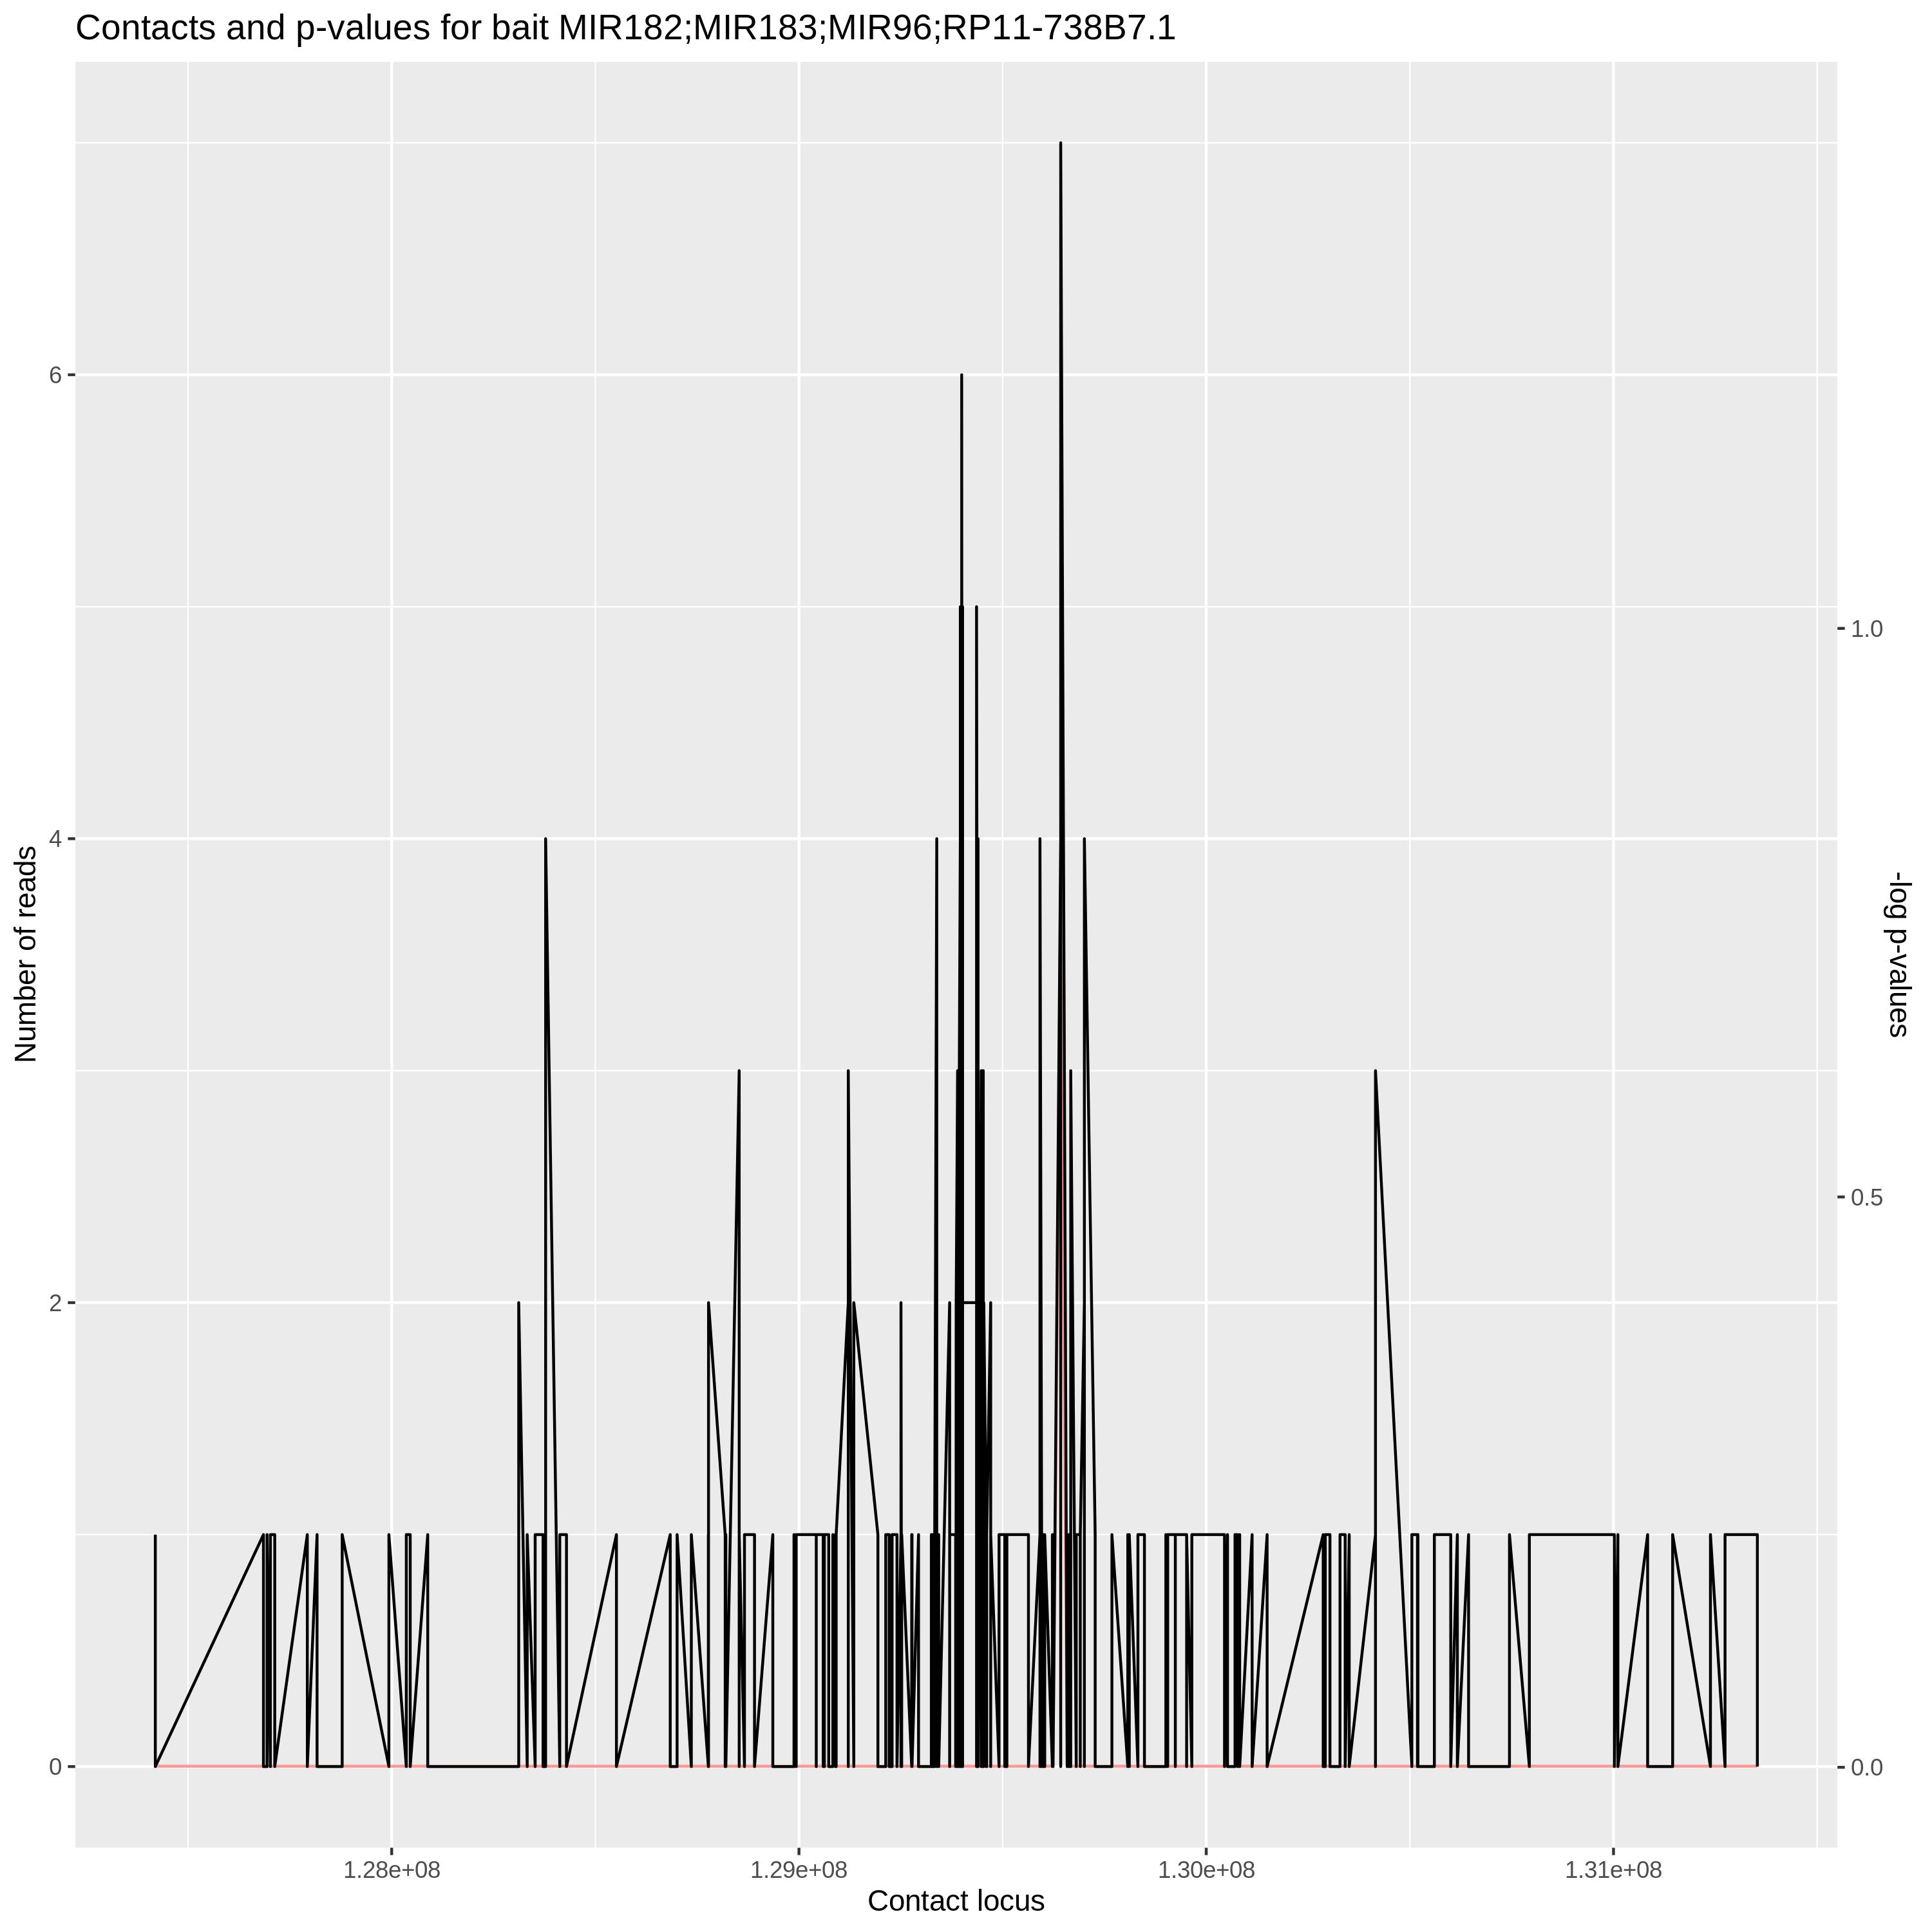 Contacts and p-values for bait MIR182;MIR183;MIR96;RP11-738B7.1
6
4
2
0
Number of reads
1.0
0.5
0.0
-log p-values
1.28e+08 1.29e+08 1.30e+08 1.31e+08
Contact locus